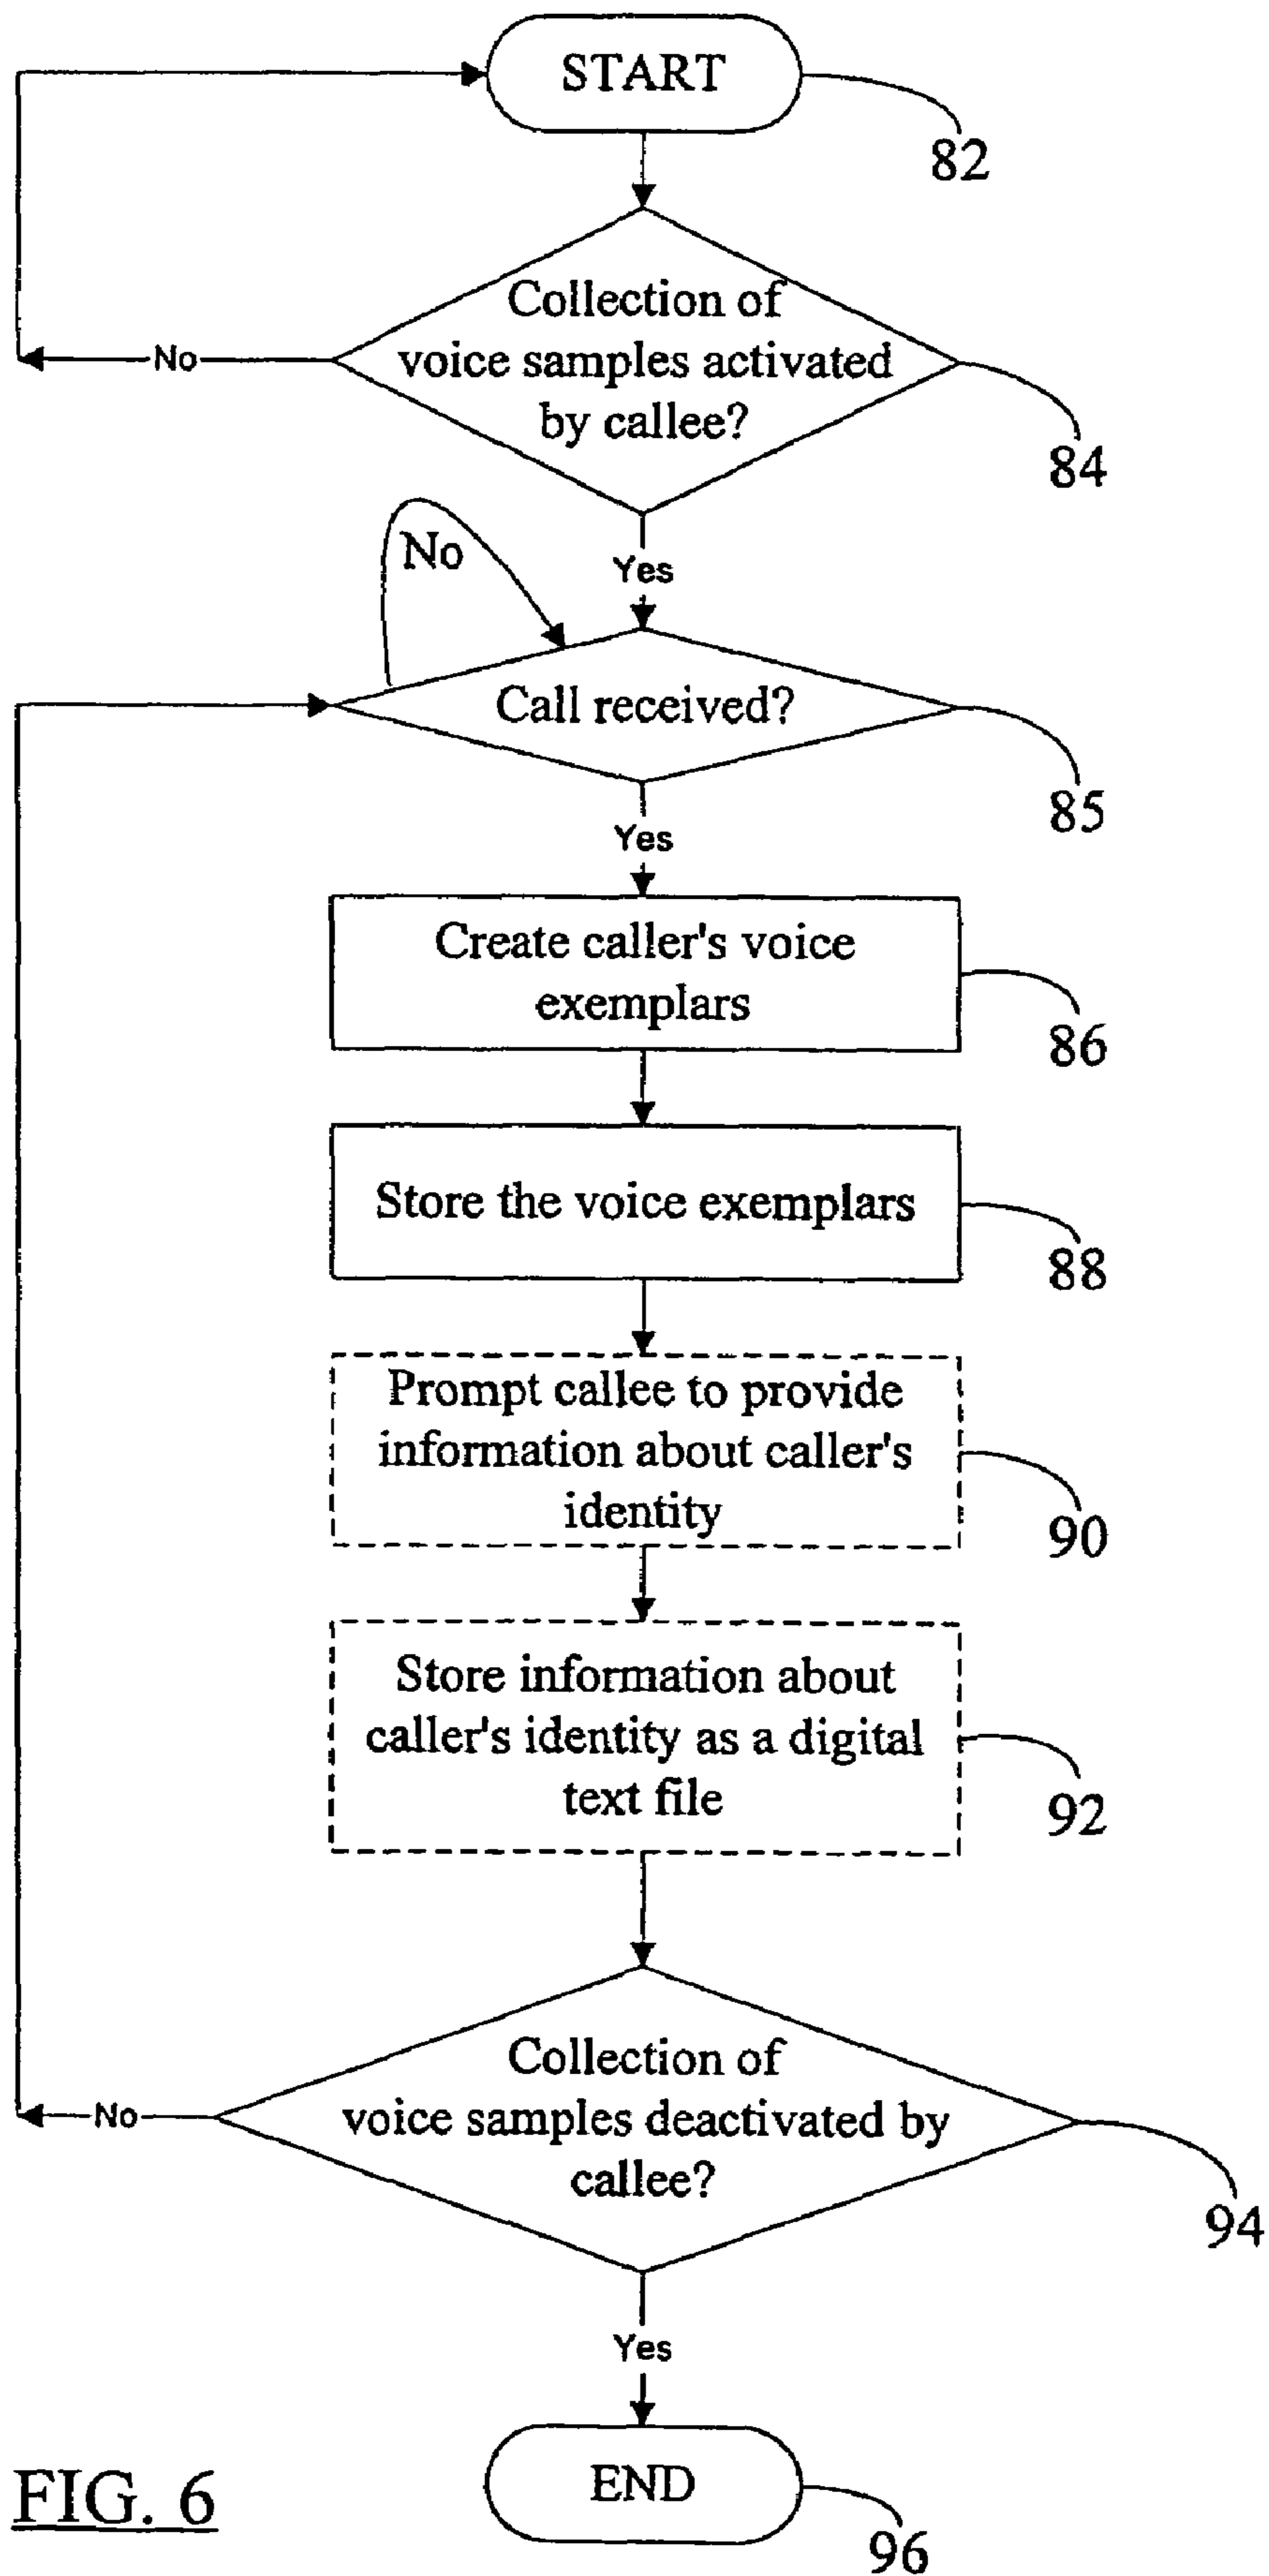 START
82
Collection of
voice samples activated
by callee?
No
84
Yes
No
Call received?
85
Yes
Create caller's voice
exemplars
86
Store the voice exemplars
88
Prompt callee to provide
information about caller's
identity
90
Store information about
caller's identity as a digital
text file
92
Collection of
voice samples deactivated by
callee?
No
94
Yes
END
96
FIG. 6